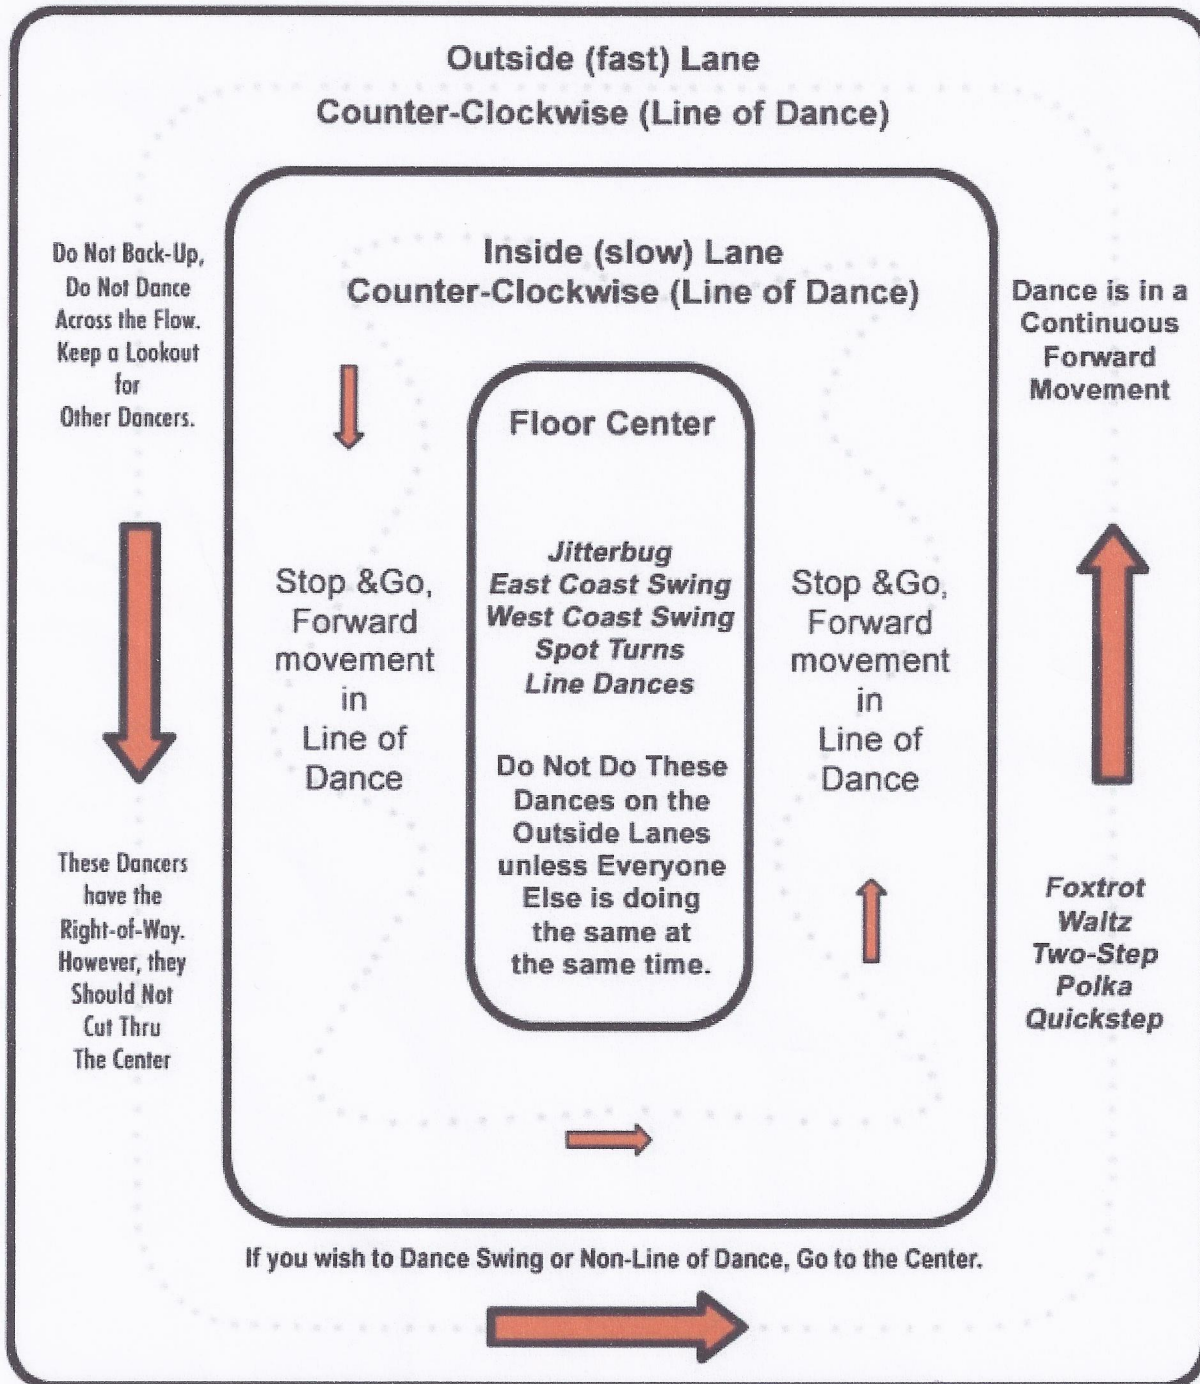 Outside (fast) Lane
Counter-Clockwise (Line of Dance)
Do Not Back-Up,
Do Not Dance
Across the Flow.
Keep a Lookout
for
Other Dancers.
These Dancers
have the
Right-of-Way.
However, they
Should Not
Cut Thru
The Center
Inside (slow) Lane
Counter-Clockwise (Line of Dance)
Stop &Go,
Forward
movement
in
Line of
Dance
Floor Center
Jitterbug
East Coast Swing
West Coast Swing
Spot Turns
Line Dances
Do Not Do These
Dances on the
Outside Lanes
unless Everyone
Else is doing
the same at
the same time.
Stop &Go,
Forward
movement
in
Line of
Dance
Dance is in a
Continuous
Forward
Movement
Foxtrot
Waltz
Two-Step
Polka
Quickstep
If you wish to Dance Swing or Non-Line of Dance, Go to the Center.